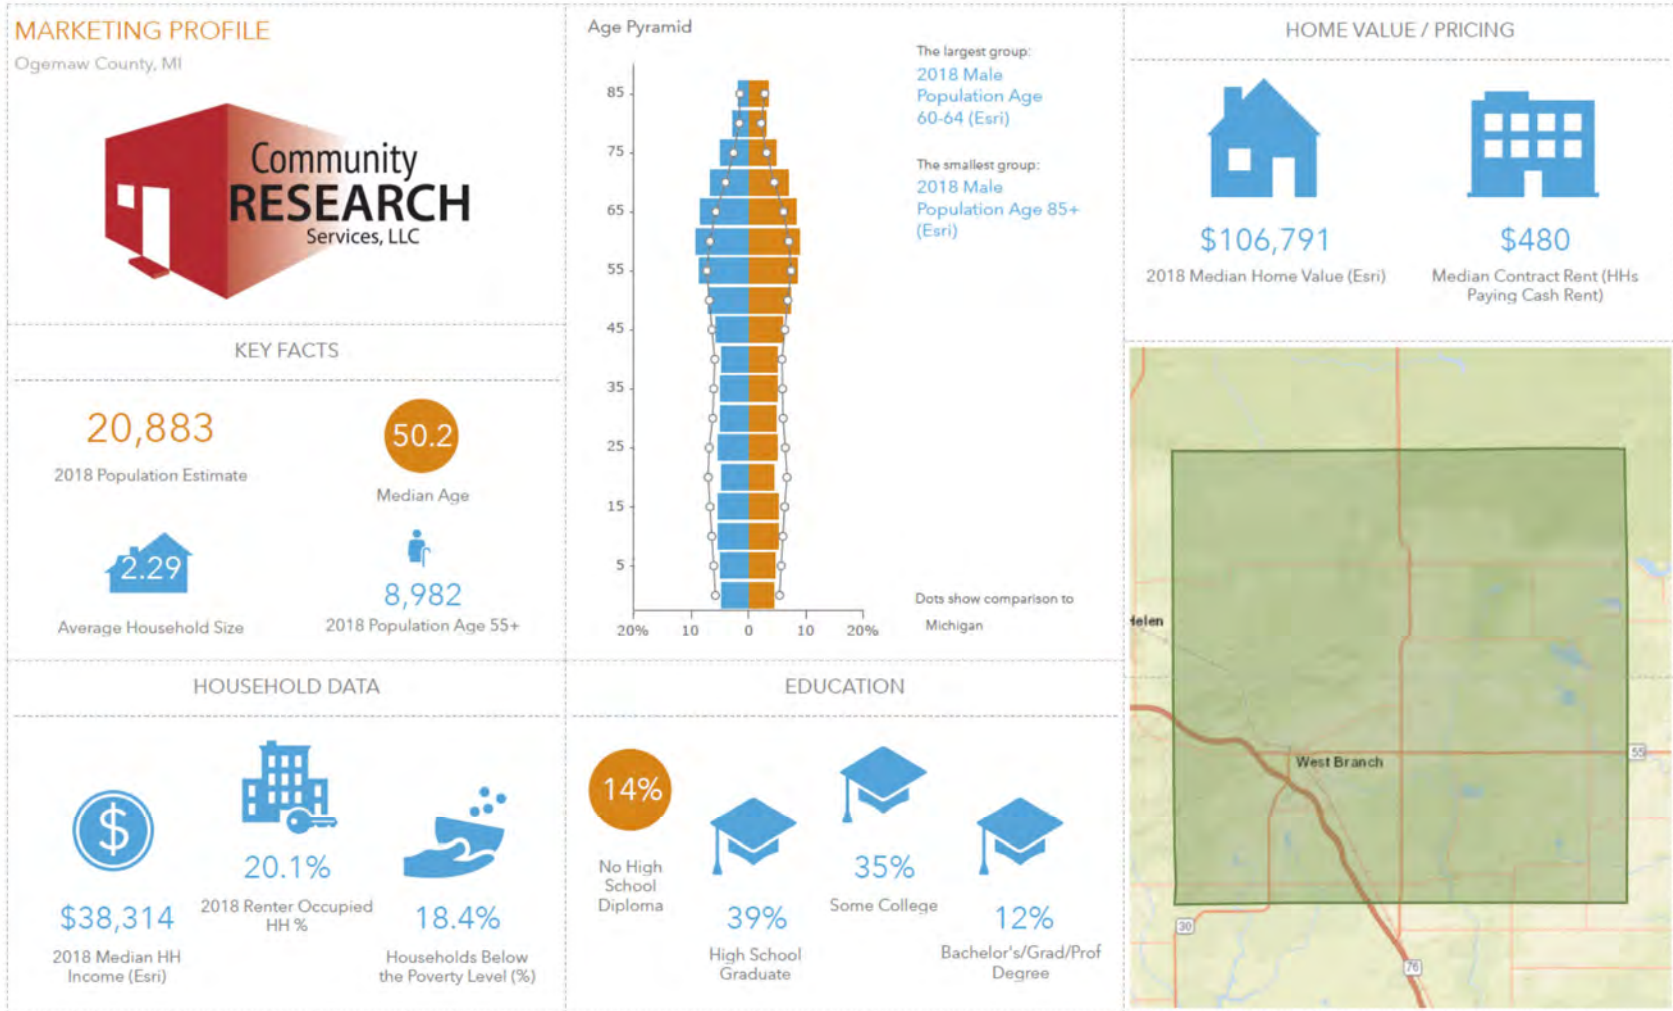 MARKETING PROFILE
Ogemaw County, MI
Community
RESEARCH
Services, LLC
KEY FACTS
20,883
2018 Population Estimate
50.2
Median Age
2.29
Average Household Size
8,982
2018 Population Age 55+
HOUSEHOLD DATA
$
$38,314
2018 Median HH
Income (Esri)
20.1%
2018 Renter Occupied
HH %
18.4%
Households Below
the Poverty Level (%)
Age Pyramid
85
75
65
55
45
35
25
15
5
20%
10
0
10
20%
The largest group:
2018 Male
Population Age
60-64 (Esri)
The smallest group:
2018 Male
Population Age 85+
(Esri)
Dots show comparison to
Michigan
EDUCATION
14%
No High
School
Diploma
39%
High School
Graduate
35%
Some College
12%
Bachelor's/Grad/Prof
Degree
HOME VALUE / PRICING
$106,791
2018 Median Home Value (Esri)
$480
Median Contract Rent (HHs
Paying Cash Rent)
Helen
West Branch
55
30
76